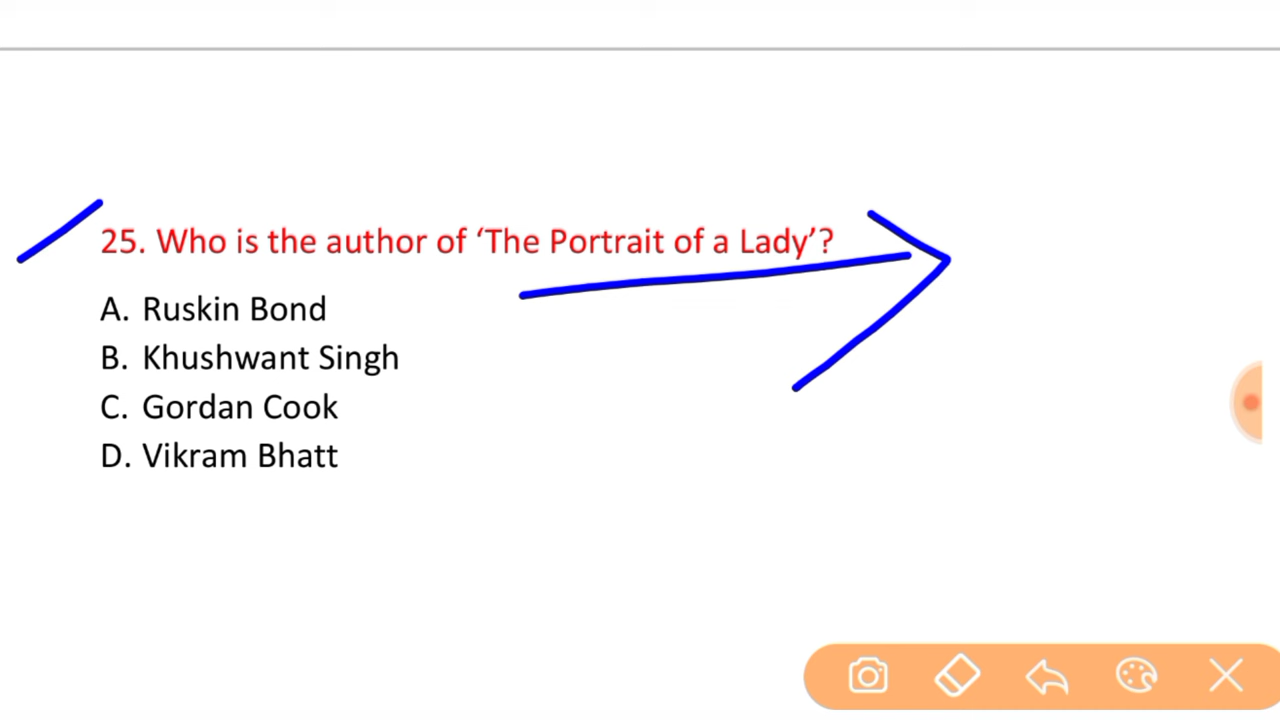 25. Who is the author of ‘The Portrait of a Lady’?
A. Ruskin Bond
B. Khushwant Singh
C. Gordan Cook
D. Vikram Bhatt